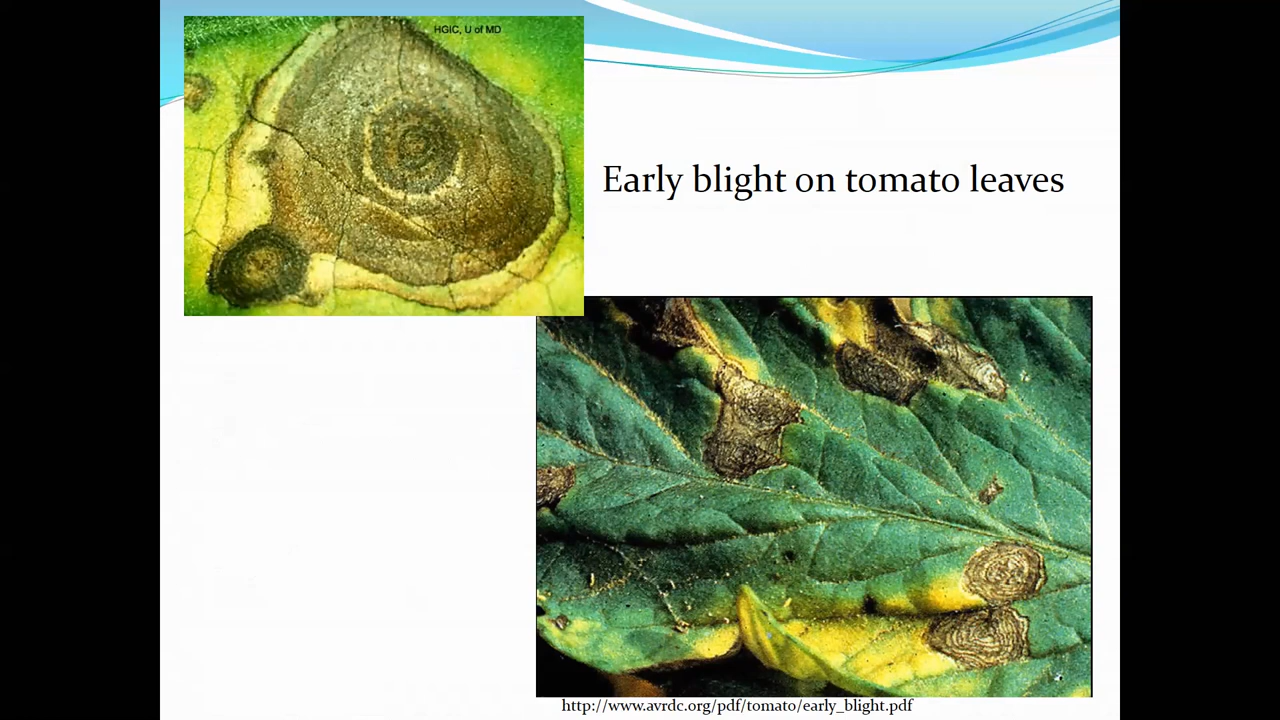 HGIC, U of MD
Early blight on tomato leaves
http://www.avrdc.org/pdf/tomato/early_blight.pdf